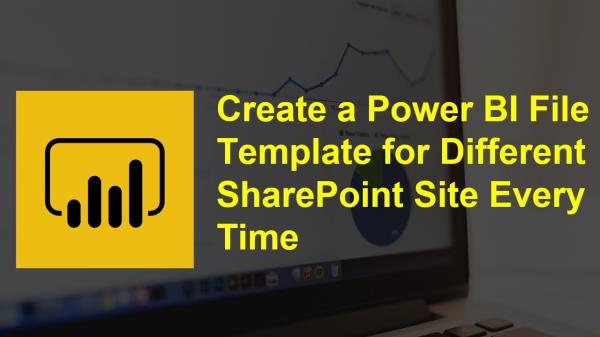 Create a Power BI File
Template for Different
SharePoint Site Every
Time